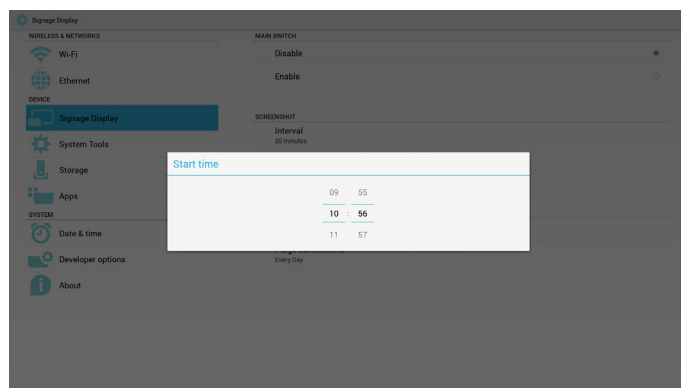 Signage Display
WIRELESS & NETWORKS
Wi-Fi
Ethernet
DEVICE
Signage Display
System Tools
Storage
Apps
SYSTEM
Date & time
Developer options
About
MAIN SWITCH
Disable
Enable
SCREENSHOT
Interval
30 minutes
Start time
09 55
10 : 56
11 57
Every Day